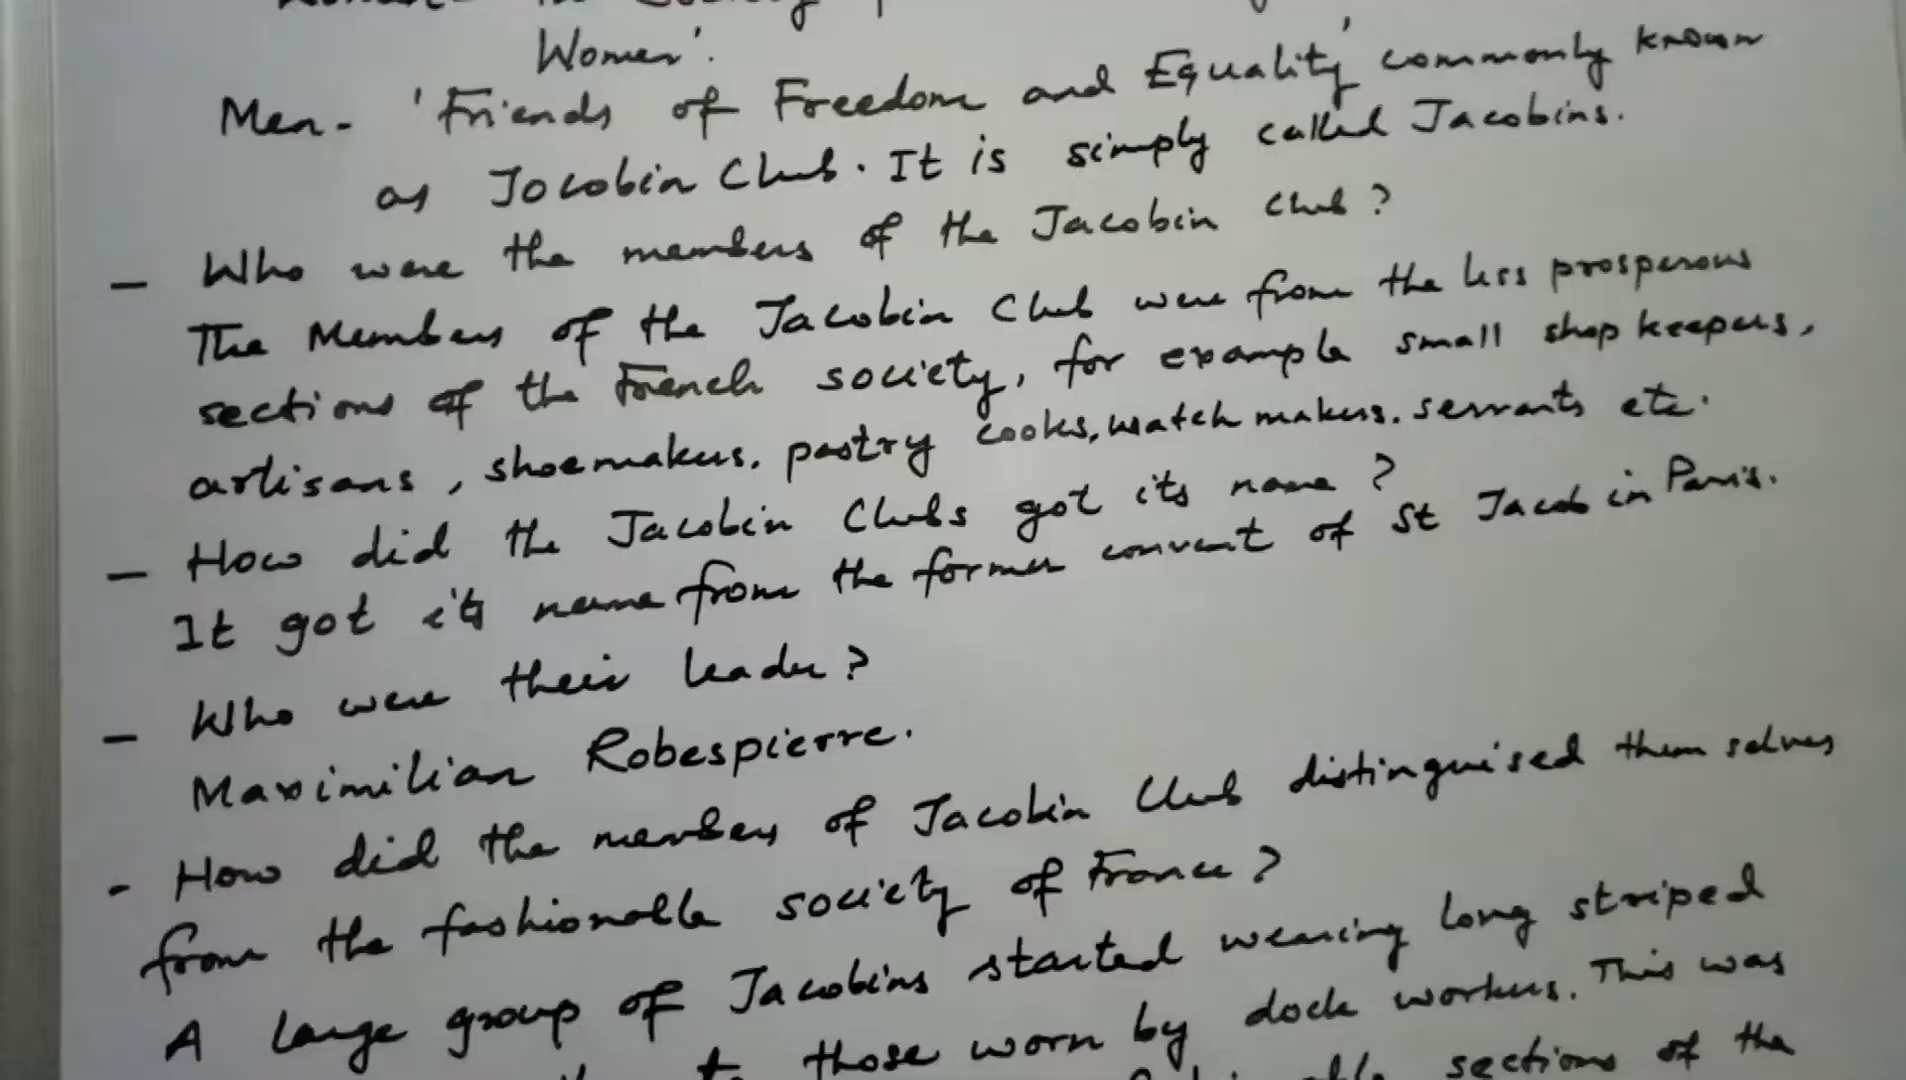 Women'.
Men - 'Friends of Freedom and Equality' commonly known
as Jocobin Club. It is simply called Jacobins.
- Who were the members of the Jacobin Club?
The Members of the Jacobin Club were from the less prosperous
sections of the French society, for example small shop keepers,
artisans, shoemakers, pastry cooks, watch makers, servants etc.
- How did the Jacobin Clubs got its name?
It got its name from the former convent of St Jacob in Paris.
- Who were their leader?
Maximilian Robespierre.
- How did the members of Jacobin Club distinguised them selves
from the fashionable society of France?
A large group of Jacobins started wearing long striped
those worn by dock workers. This was
sections of the